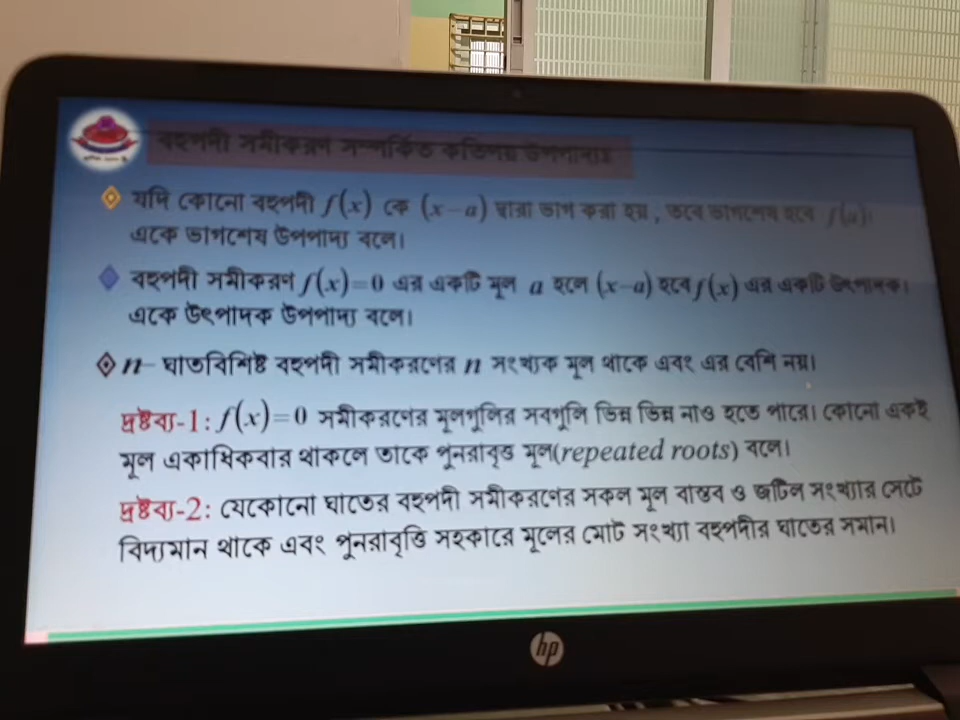 বহুপদী সমীকরণ সম্পর্কিত কতিপয় উপপাদ্যঃ
যদি কোনো বহুপদী f(x) কে (x–a) দ্বারা ভাগ করা হয়, তবে ভাগশেষ হবে f(a)।
একে ভাগশেষ উপপাদ্য বলে।
বহুপদী সমীকরণ f(x)=0 এর একটি মূল a হলে (x–a) হবে f(x) এর একটি উৎপাদক।
একে উৎপাদক উপপাদ্য বলে।
n– ঘাতবিশিষ্ট বহুপদী সমীকরণের n সংখ্যক মূল থাকে এবং এর বেশি নয়।
দ্রষ্টব্য-1: f(x)=0 সমীকরণের মূলগুলির সবগুলি ভিন্ন ভিন্ন নাও হতে পারে। কোনো একই
মূল একাধিকবার থাকলে তাকে পুনরাবৃত্ত মূল(repeated roots) বলে।
দ্রষ্টব্য-2: যেকোনো ঘাতের বহুপদী সমীকরণের সকল মূল বাস্তব ও জটিল সংখ্যার সেটে
বিদ্যমান থাকে এবং পুনরাবৃত্তি সহকারে মূলের মোট সংখ্যা বহুপদীর ঘাতের সমান।
hp